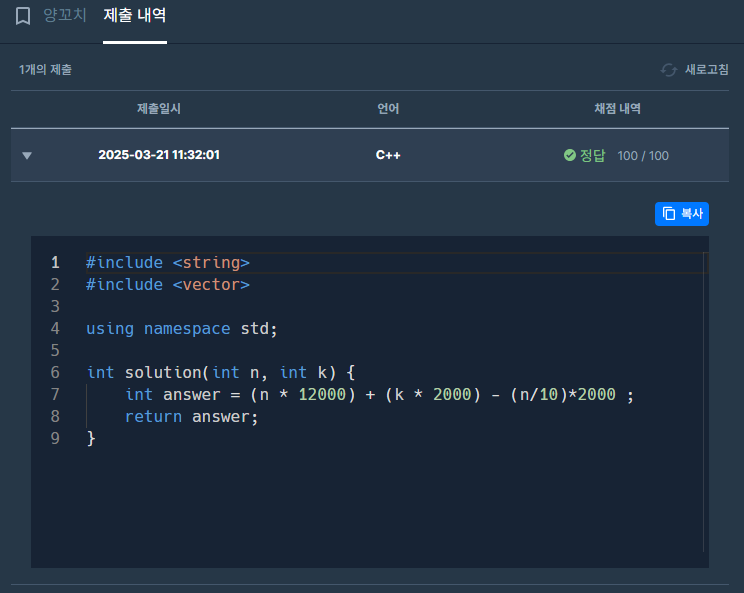 양꼬치 제출 내역
1개의 제출 새로고침
제출일시 언어 채점 내역
2025-03-21 11:32:01 C++ 정답 100 / 100
복사
1 #include <string>
2 #include <vector>
3
4 using namespace std;
5
6 int solution(int n, int k) {
7     int answer = (n * 12000) + (k * 2000) - (n/10)*2000 ;
8     return answer;
9 }